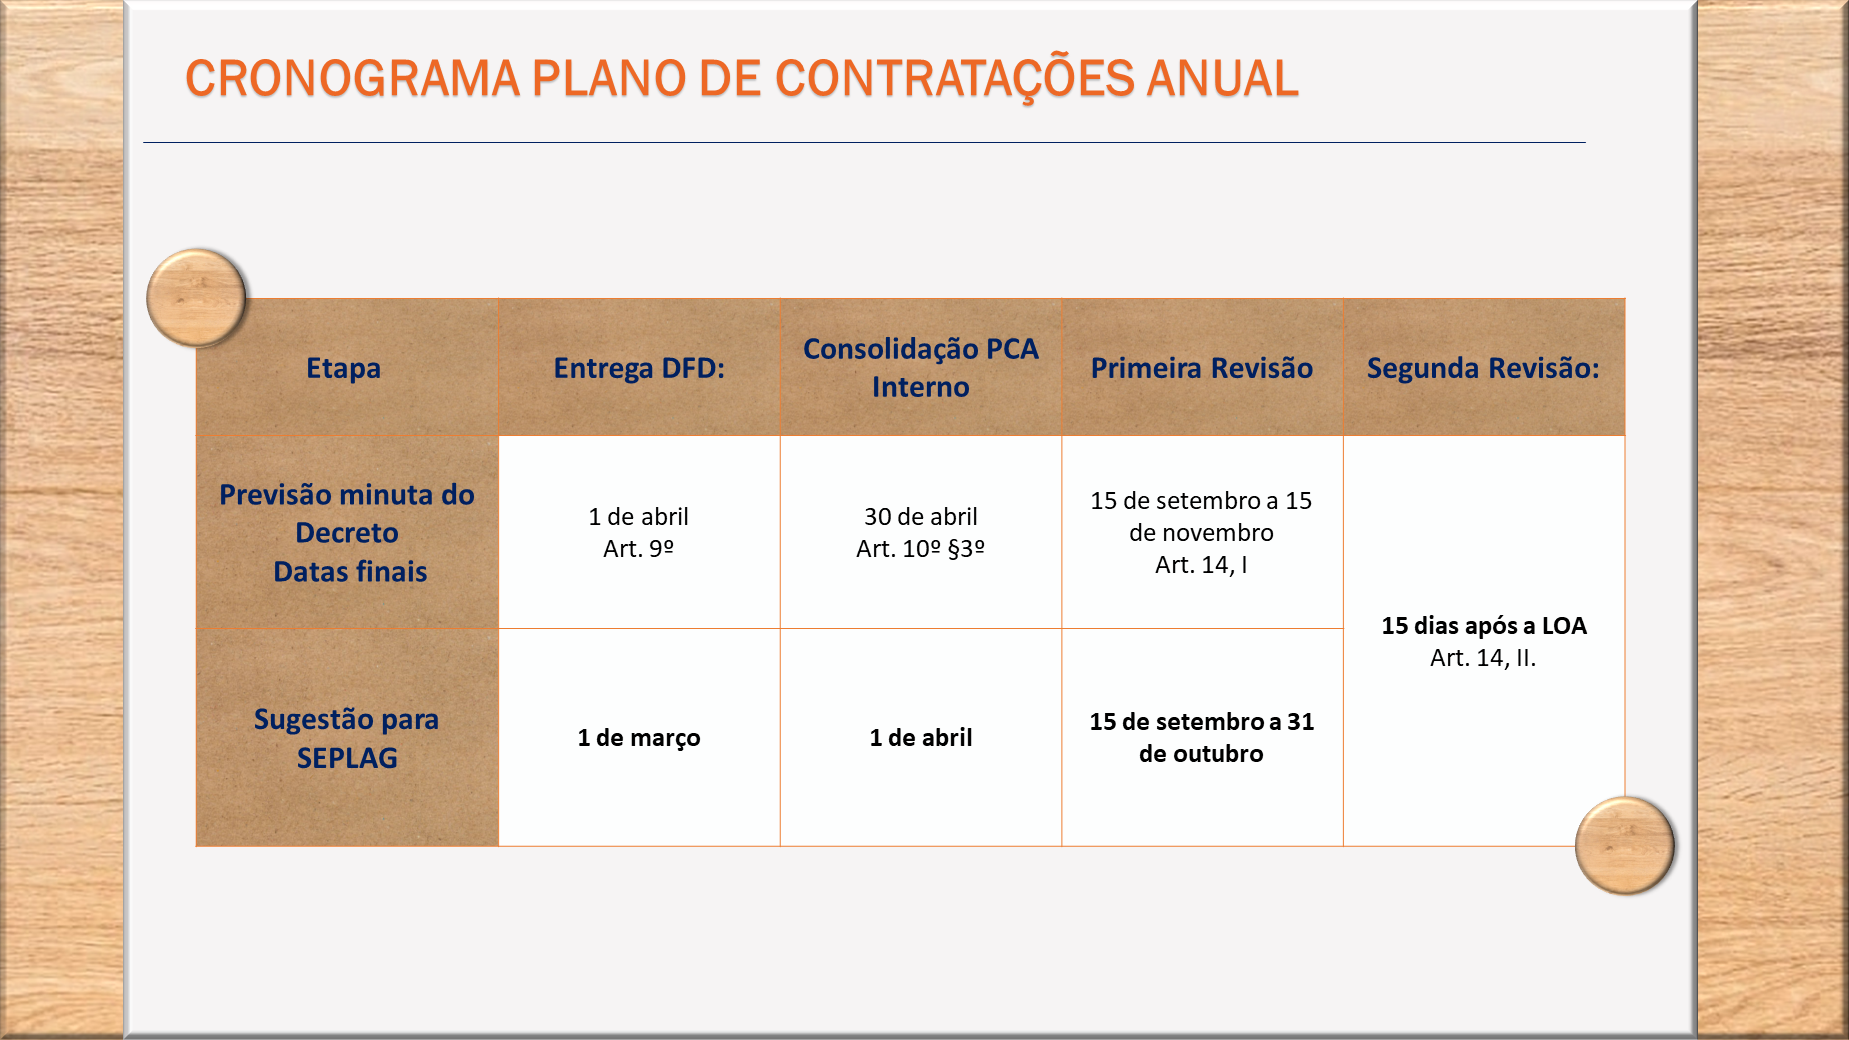 CRONOGRAMA PLANO DE CONTRATAÇÕES ANUAL
Etapa
Entrega DFD:
Consolidação PCA
Interno
Primeira Revisão
Segunda Revisão:
Previsão minuta do
Decreto
Datas finais
1 de abril
Art. 9º
30 de abril
Art. 10º §3º
15 de setembro a 15
de novembro
Art. 14, I
15 dias após a LOA
Art. 14, II.
Sugestão para
SEPLAG
1 de março
1 de abril
15 de setembro a 31
de outubro